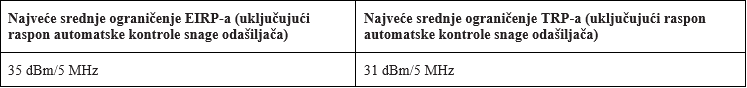 Najveće srednje ograničenje EIRP-a (uključujući
raspon automatske kontrole snage odašiljača)
Najveće srednje ograničenje TRP-a (uključujući raspon
automatske kontrole snage odašiljača)
35 dBm/5 MHz
31 dBm/5 MHz